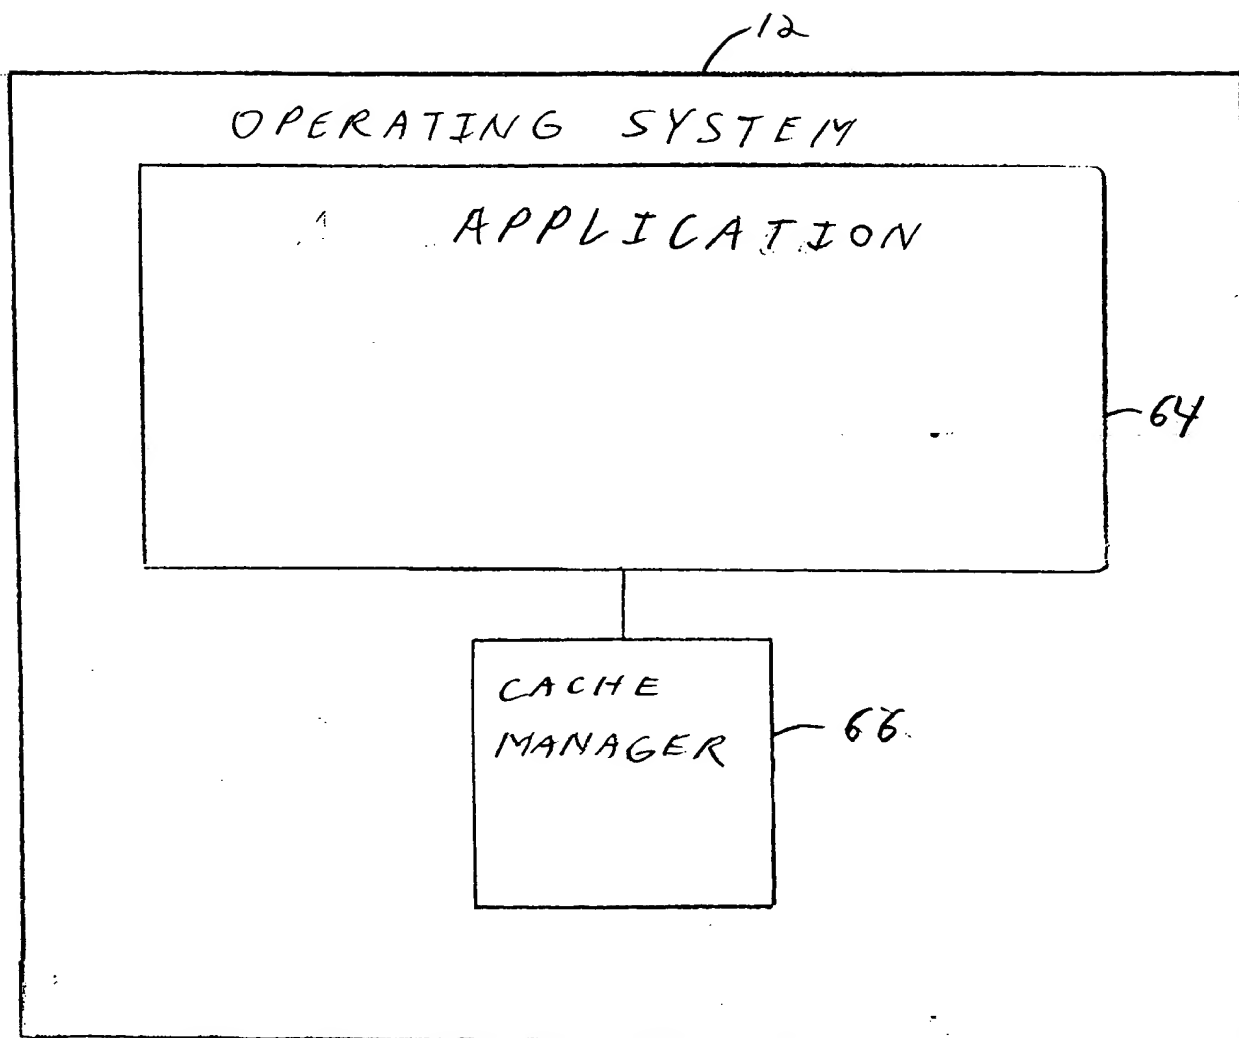 12
OPERATING SYSTEM
APPLICATION
64
CACHE
MANAGER
66